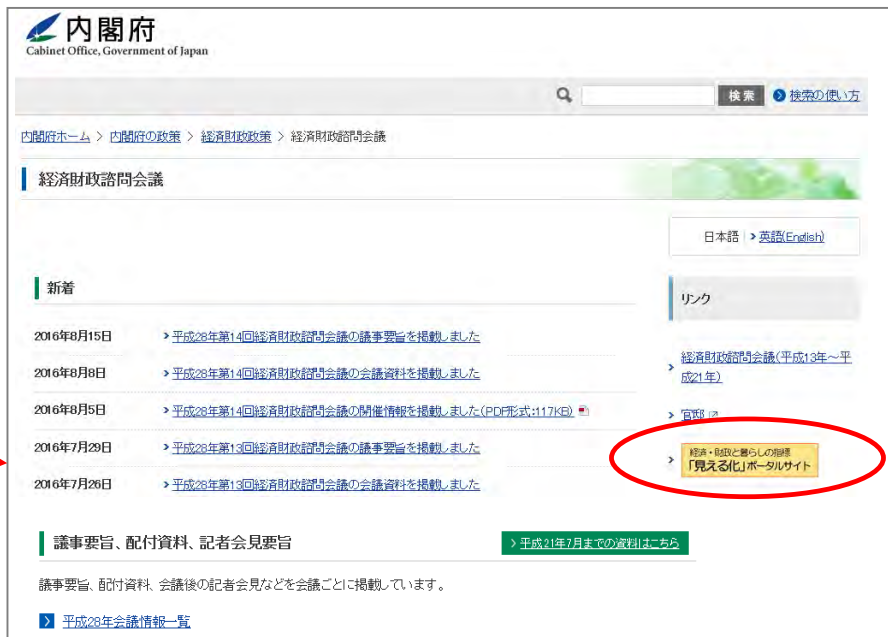 内閣府
Cabinet Office, Government of Japan
検索 検索の使い方
内閣府ホーム > 内閣府の政策 > 経済財政政策 > 経済財政諮問会議
経済財政諮問会議
日本語 > 英語(English)
新着
2016年8月15日 > 平成28年第14回経済財政諮問会議の議事要旨を掲載しました
2016年8月8日 > 平成28年第14回経済財政諮問会議の会議資料を掲載しました
2016年8月5日 > 平成28年第14回経済財政諮問会議の開催情報を掲載しました(PDF形式:117KB)
2016年7月29日 > 平成28年第13回経済財政諮問会議の議事要旨を掲載しました
2016年7月26日 > 平成28年第13回経済財政諮問会議の会議資料を掲載しました
リンク
> 経済財政諮問会議(平成13年~平
成21年)
> 官邸
> 経済・財政と暮らしの指標
「見える化」ポータルサイト
議事要旨、配付資料、記者会見要旨
> 平成21年7月までの資料はこちら
議事要旨、配付資料、会議後の記者会見などを会議ごとに掲載しています。
> 平成28年会議情報一覧